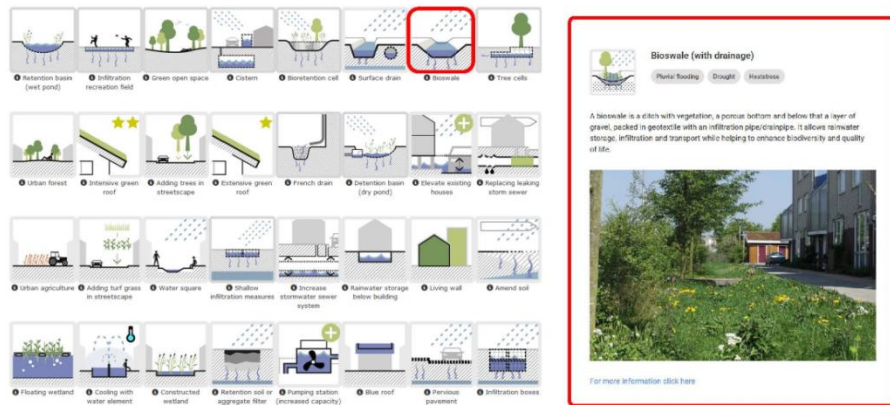 Retention basin
(wet pond)
Infiltration
recreation field
Green open space
Cistern
Bioretention cell
Surface drain
Bioswale
Tree cells
Urban forest
Intensive green
roof
Adding trees in
streetscape
Extensive green
roof
French drain
Detention basin
(dry pond)
Elevate existing
houses
Replacing leaking
storm sewer
Urban agriculture
Adding turf grass
in streetscape
Water square
Shallow
infiltration measures
Increase
stormwater sewer
system
Rainwater storage
below building
Living wall
Amend soil
Floating wetland
Cooling with
water element
Constructed
wetland
Retention soil or
aggregate filter
Pumping station
(increased capacity)
Blue roof
Pervious
pavement
Infiltration boxes
Bioswale (with drainage)
Pluvial flooding
Drought
Heatstress
A bioswale is a ditch with vegetation, a porous bottom and below that a layer of
gravel, packed in geotextile with an infiltration pipe/drainpipe. It allows rainwater
storage, infiltration and transport while helping to enhance biodiversity and quality
of life.
For more information click here